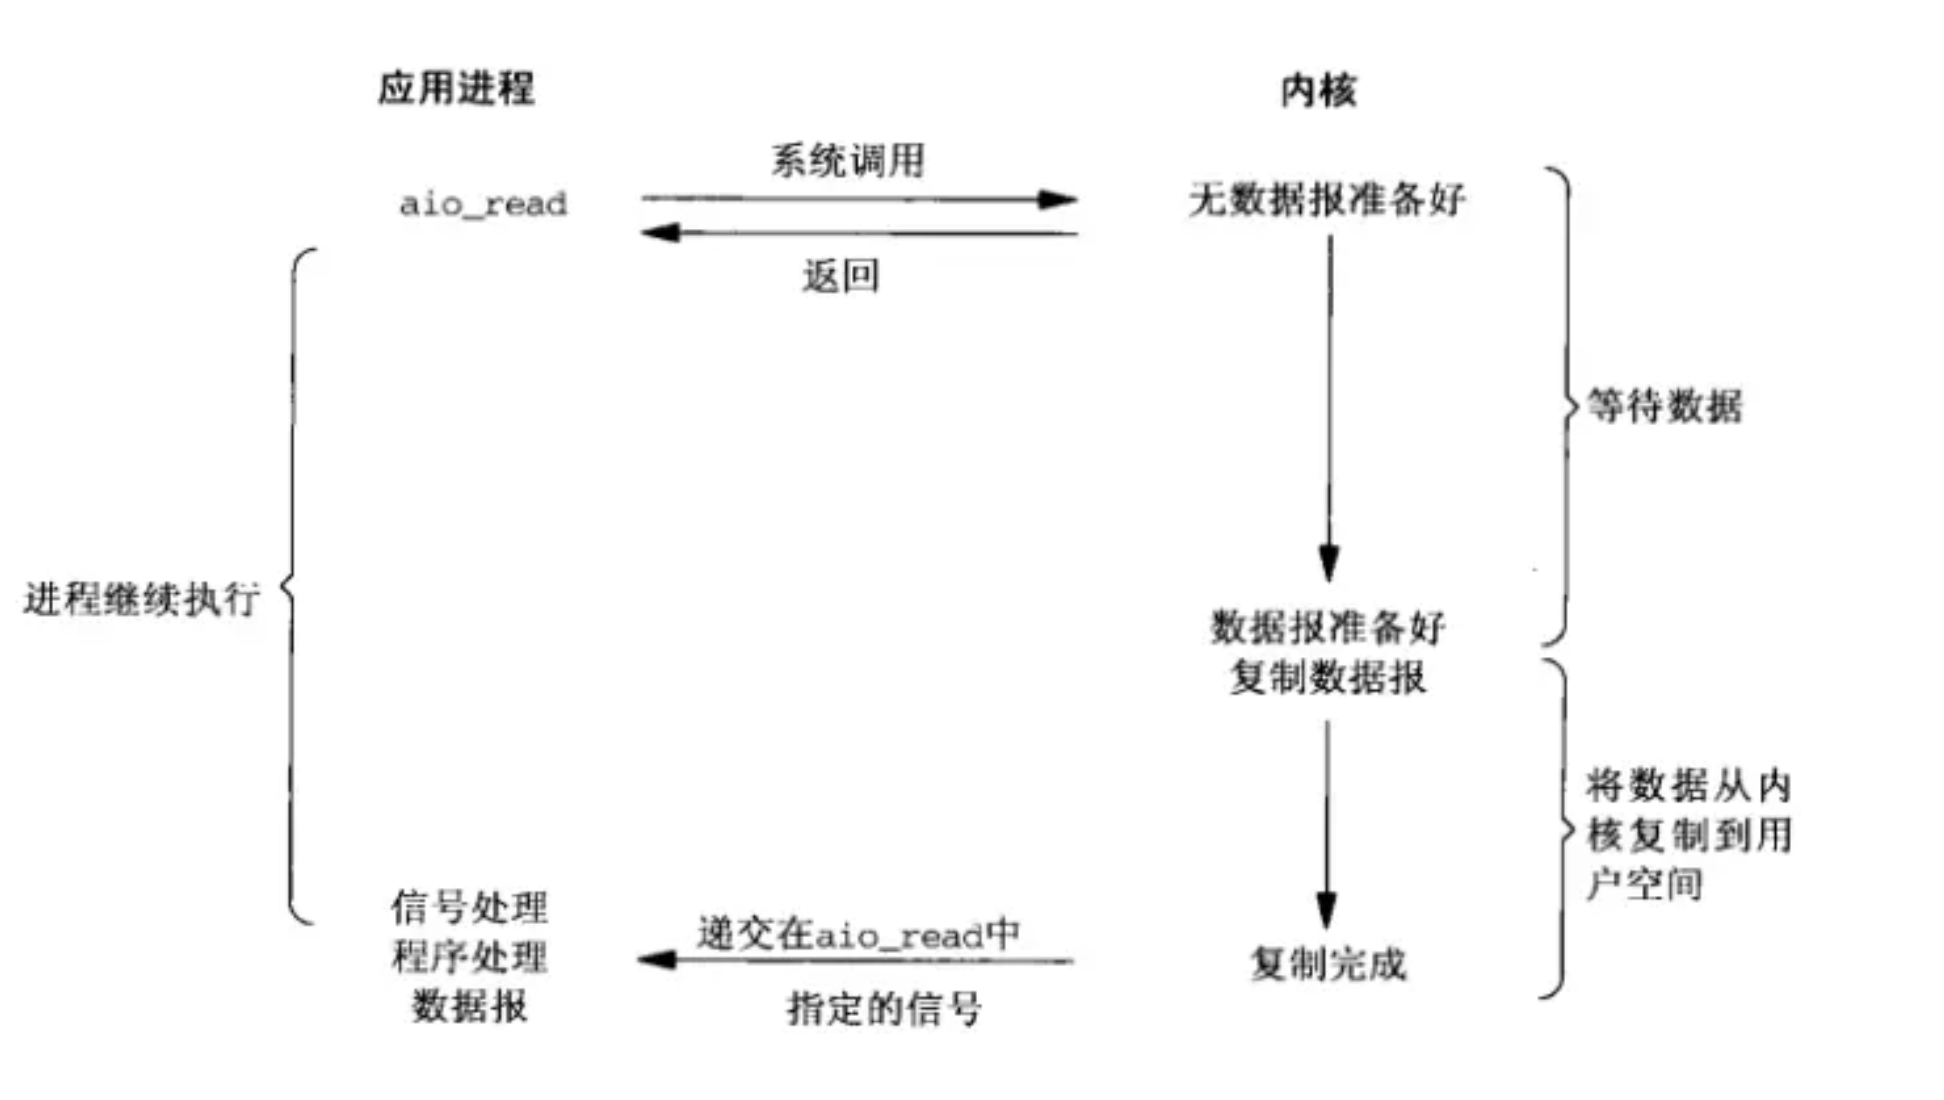 应用进程
内核
系统调用
aio_read
无数据报准备好
返回
等待数据
进程继续执行
数据报准备好
复制数据报
将数据从内
核复制到用
户空间
信号处理
程序处理
数据报
递交在aio_read中
指定的信号
复制完成